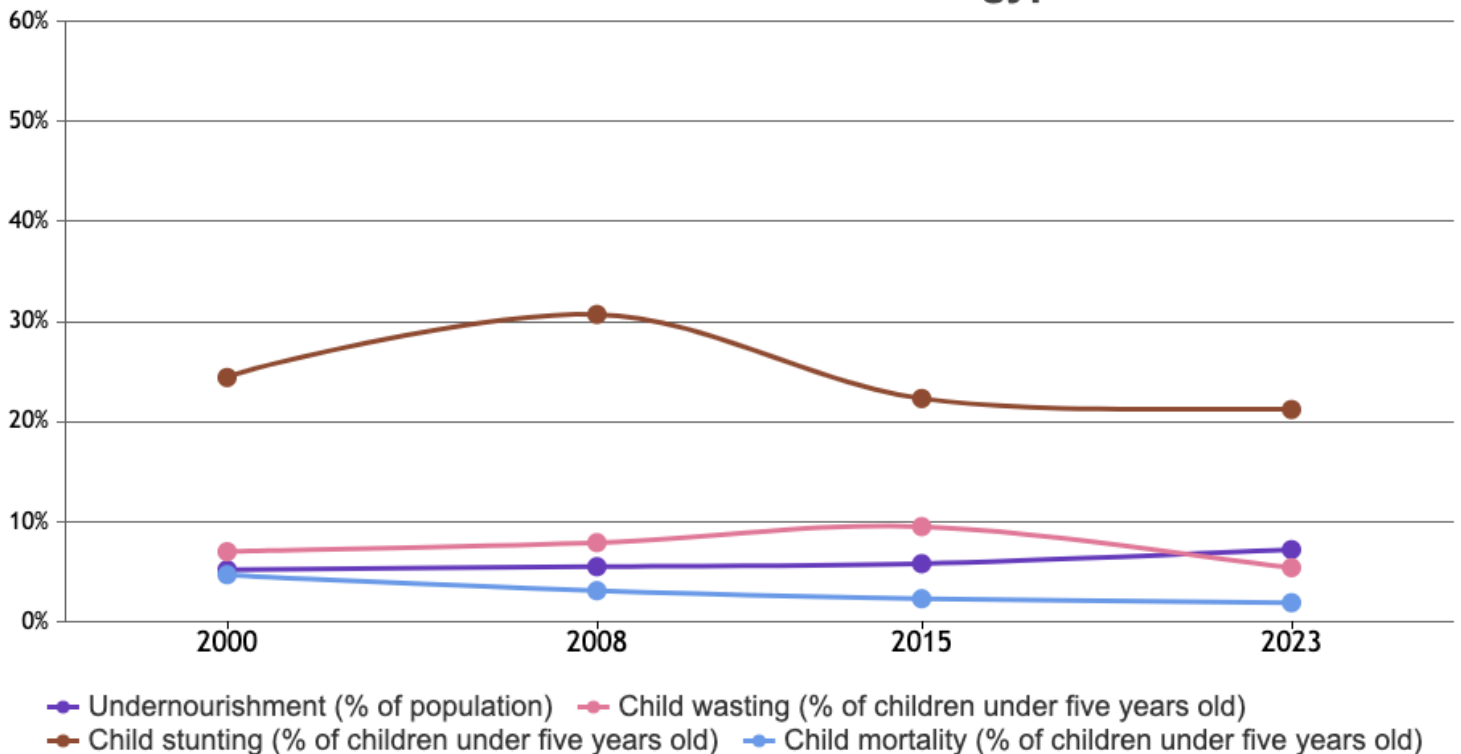 60%
50%
40%
30%
20%
10%
0%
2000 2008 2015 2023
Undernourishment (% of population) Child wasting (% of children under five years old)
Child stunting (% of children under five years old) Child mortality (% of children under five years old)